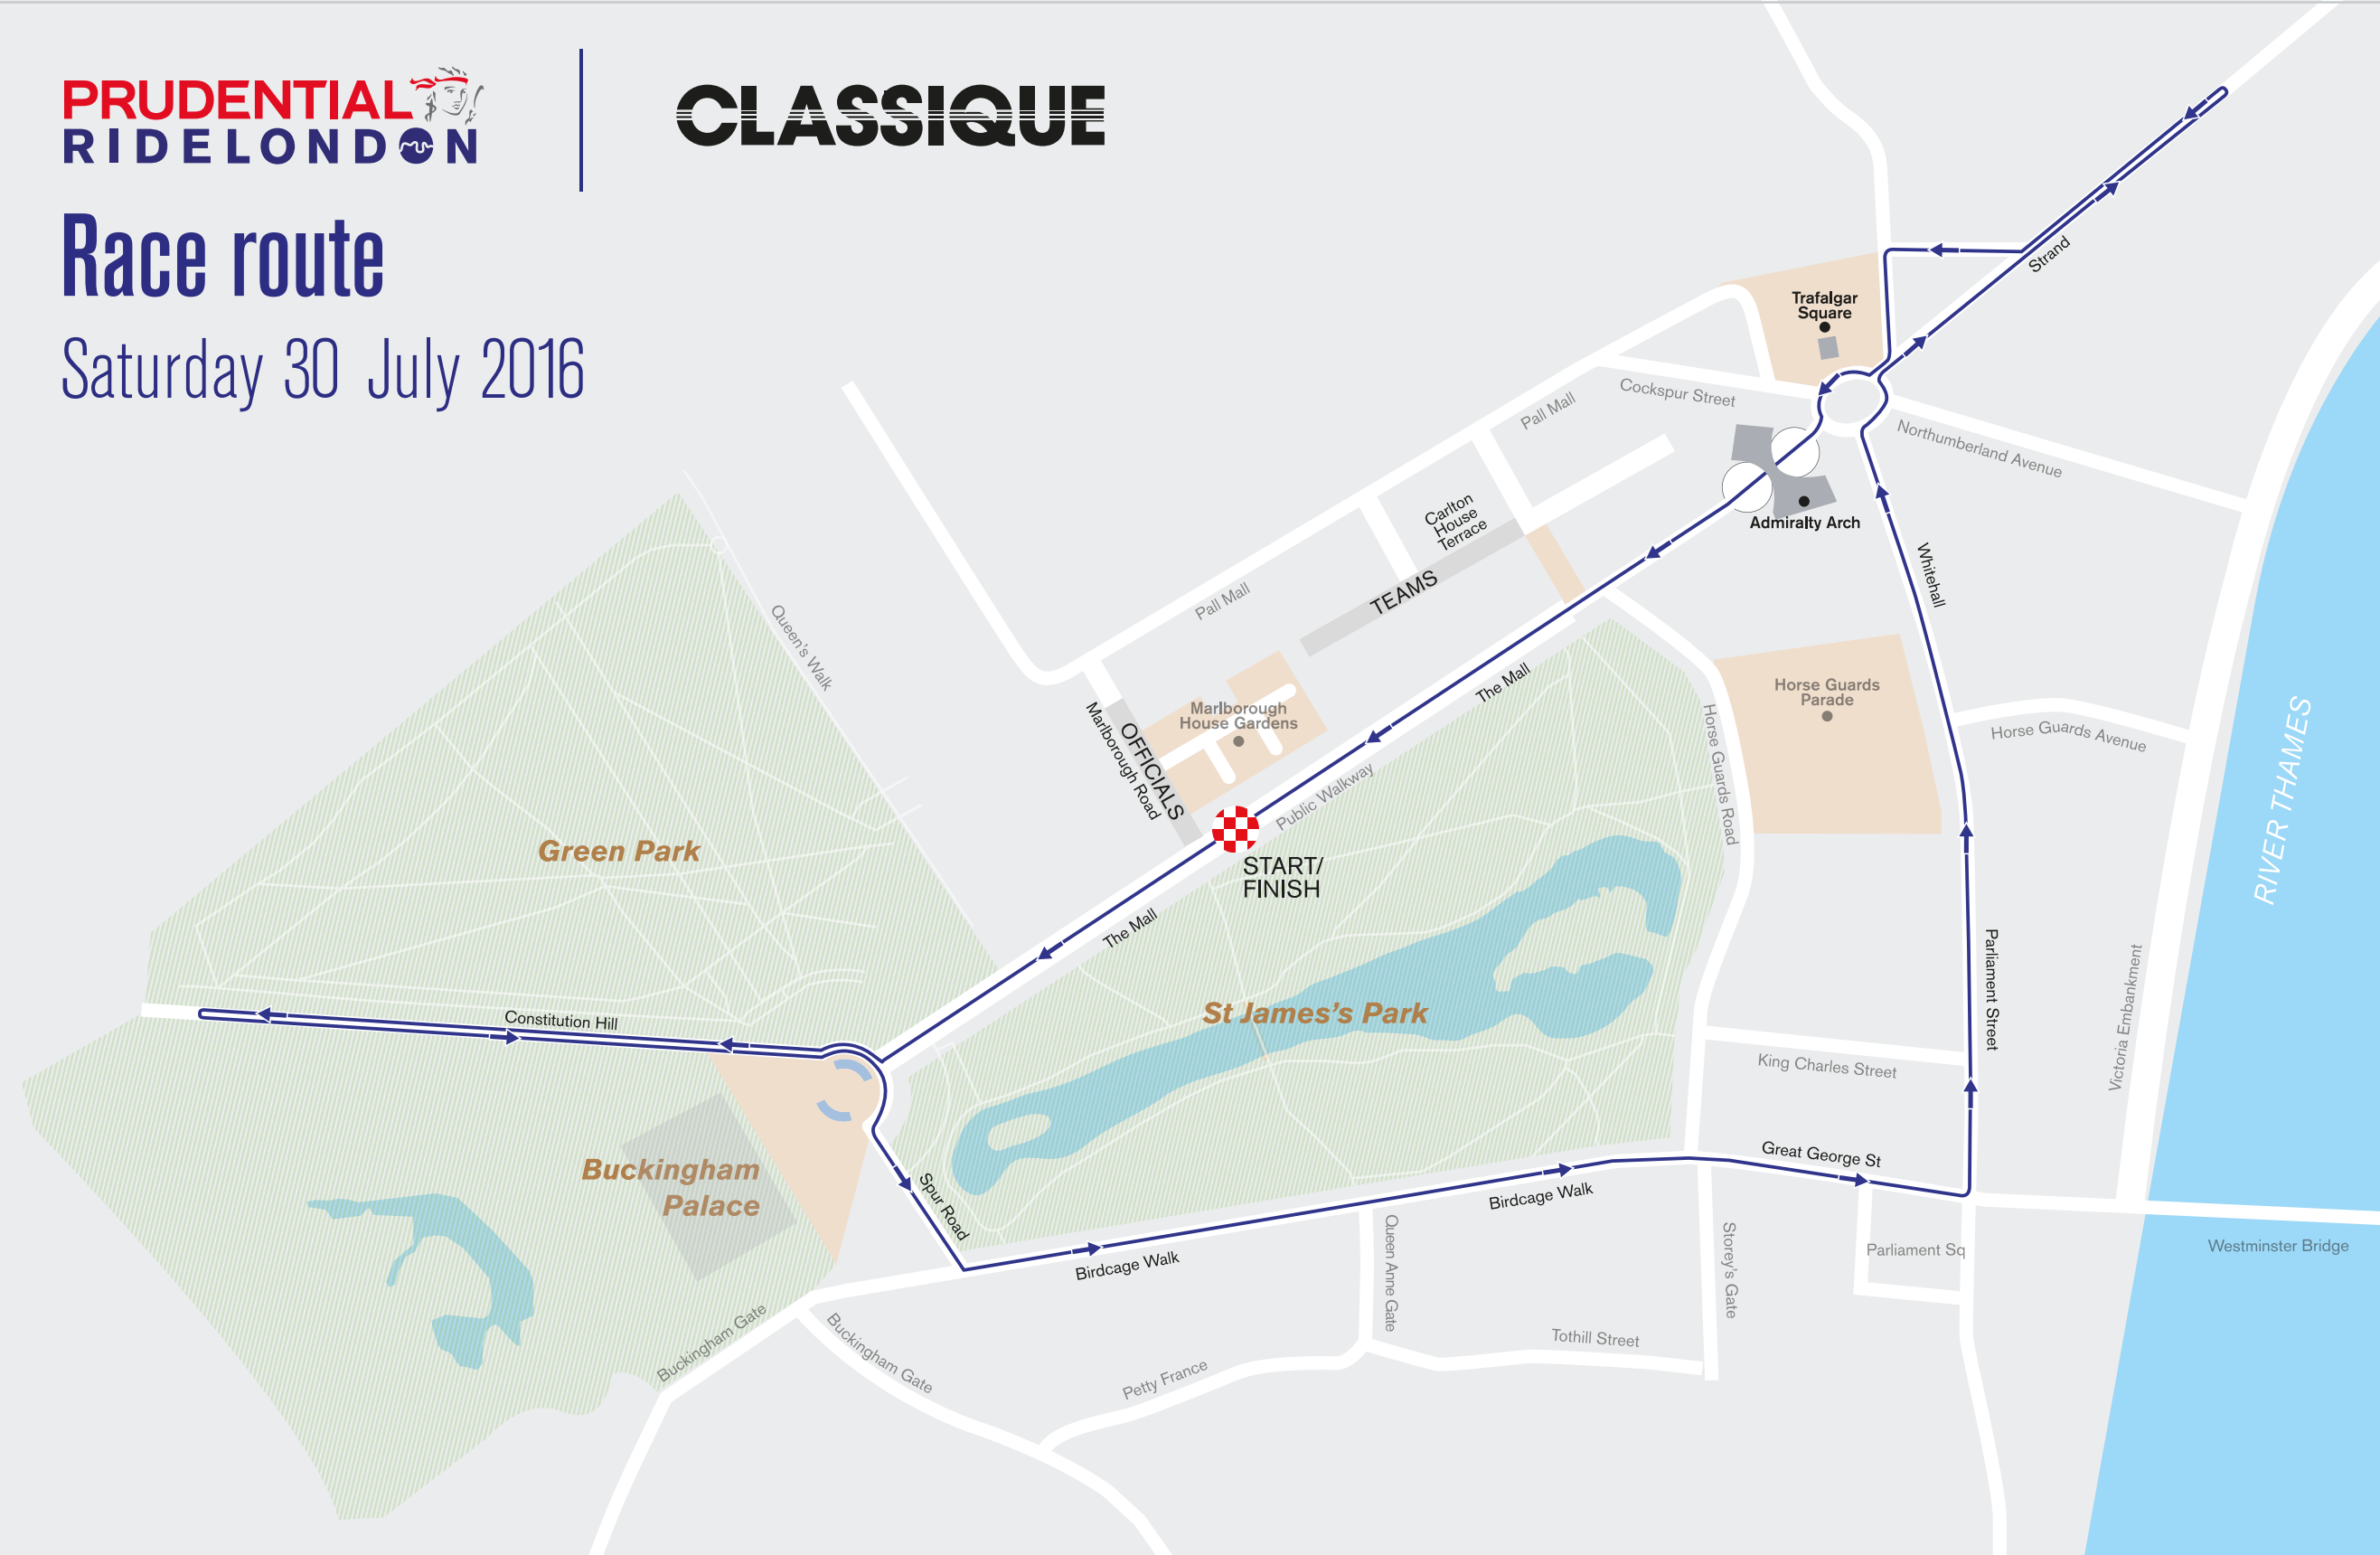 PRUDENTIAL
RIDELONDON
CLASSIQUE
Race route
Saturday 30 July 2016
Strand
Trafalgar
Square
Cockspur Street
Pall Mall
Northumberland Avenue
Admiralty Arch
Carlton
House
Terrace
TEAMS
Pall Mall
Whitehall
Queen's Walk
The Mall
Marlborough
House Gardens
Horse Guards
Parade
OFFICIALS
Marlborough Road
Horse Guards Road
Horse Guards Avenue
RIVER THAMES
Public Walkway
START/
FINISH
Green Park
The Mall
St James's Park
Constitution Hill
Parliament Street
Victoria Embankment
King Charles Street
Great George St
Buckingham
Palace
Spur Road
Birdcage Walk
Birdcage Walk
Queen Anne Gate
Storey's Gate
Parliament Sq
Westminster Bridge
Buckingham Gate
Buckingham Gate
Petty France
Tothill Street